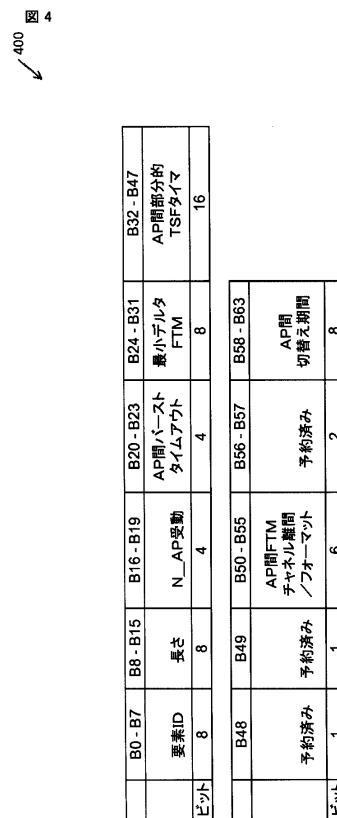 図 4
400
B0 - B7
B8 - B15
B16 - B19
B20 - B23
B24 - B31
B32 - B47
要素ID
長さ
N__AP受動
AP間バースト
タイムアウト
最小デルタ
FTM
AP間部分的
TSFタイマ
ビット
8
8
4
4
8
16
B48
B49
B50 - B55
B56 - B57
B58 - B63
予約済み
予約済み
AP間FTM
チャネル離間
/フォーマット
予約済み
AP間
切替え期間
ビット
1
1
6
2
8